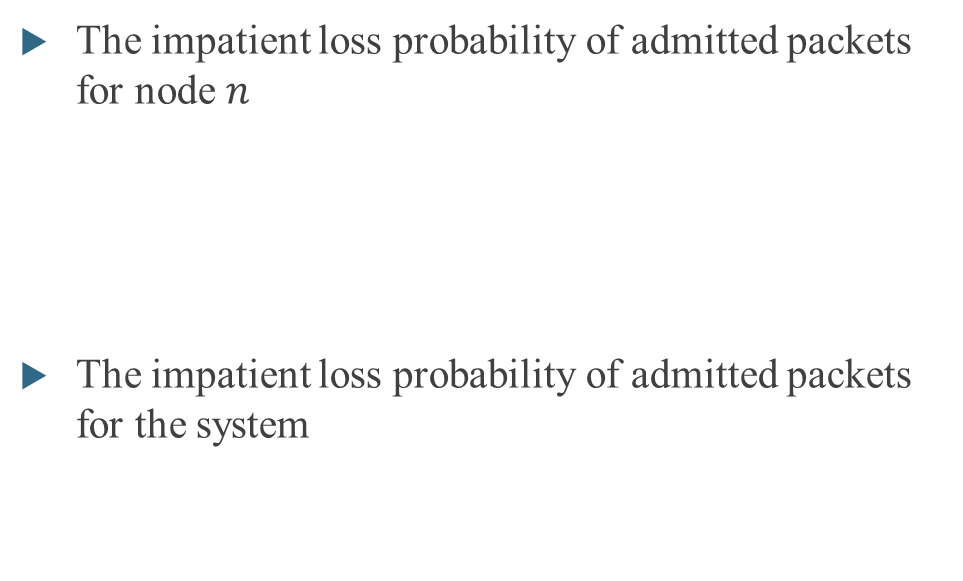 The impatient loss probability of admitted packets
for node n
The impatient loss probability of admitted packets
for the system